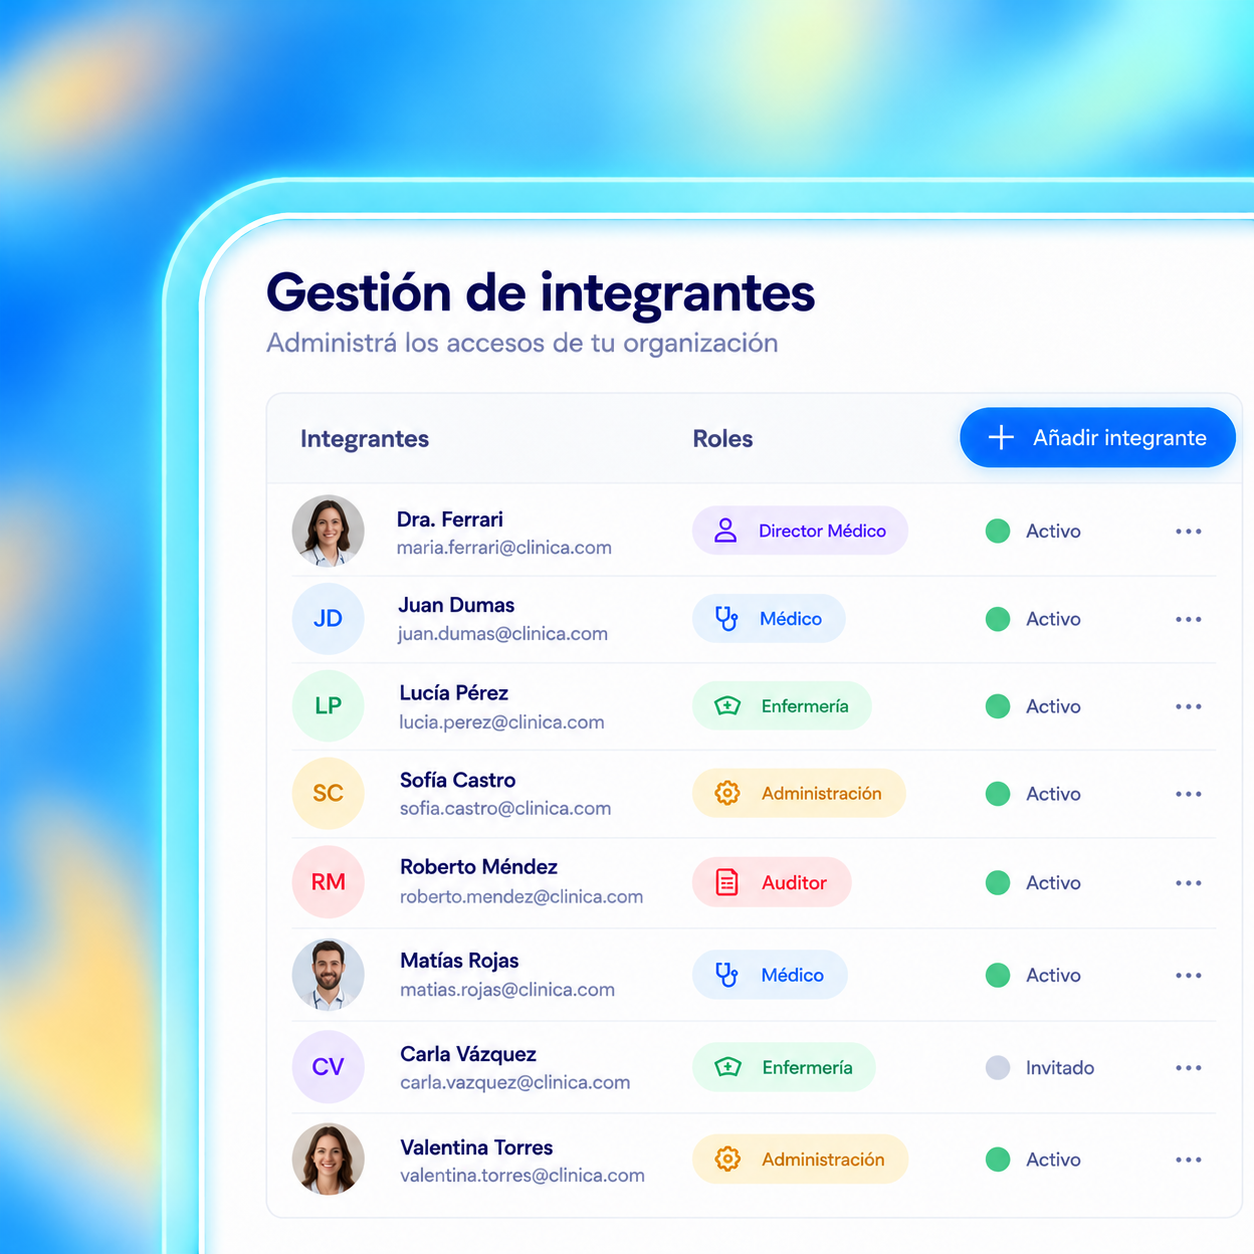 Gestión de integrantes
Administrá los accesos de tu organización
Integrantes Roles + Añadir integrante
Dra. Ferrari
maria.ferrari@clinica.com
Director Médico
Activo
JD
Juan Dumas
juan.dumas@clinica.com
Médico
Activo
LP
Lucía Pérez
lucia.perez@clinica.com
Enfermería
Activo
SC
Sofía Castro
sofia.castro@clinica.com
Administración
Activo
RM
Roberto Méndez
roberto.mendez@clinica.com
Auditor
Activo
Matías Rojas
matias.rojas@clinica.com
Médico
Activo
CV
Carla Vázquez
carla.vazquez@clinica.com
Enfermería
Invitado
Valentina Torres
valentina.torres@clinica.com
Administración
Activo